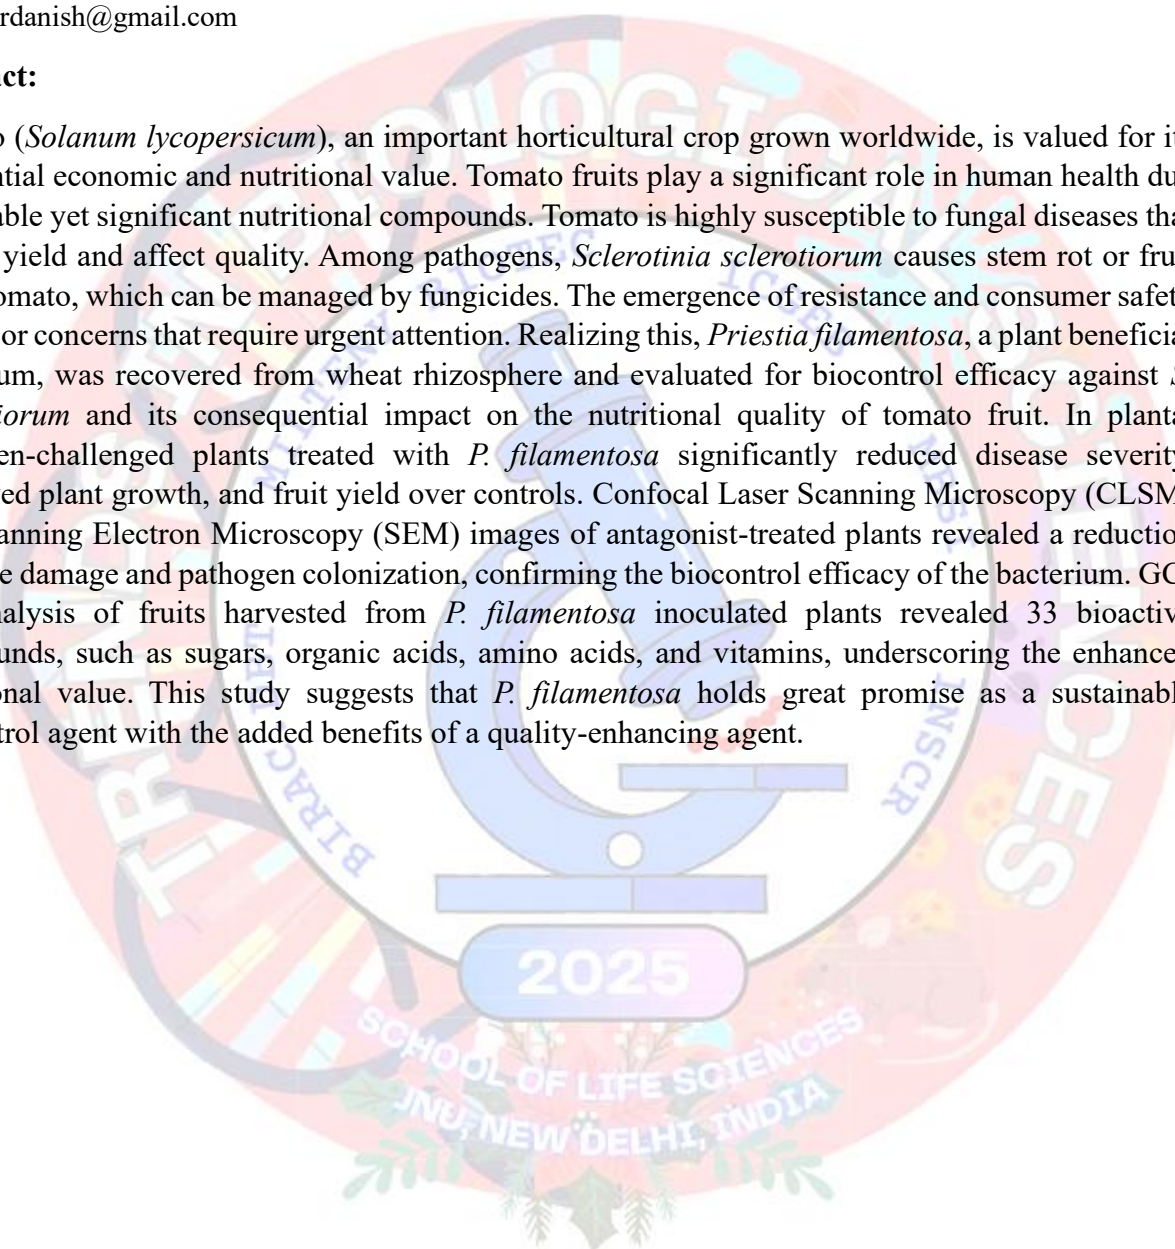 rdanish@gmail.com
ct:
o (Solanum lycopersicum), an important horticultural crop grown worldwide, is valued for it
ntial economic and nutritional value. Tomato fruits play a significant role in human health du
able yet significant nutritional compounds. Tomato is highly susceptible to fungal diseases tha
yield and affect quality. Among pathogens, Sclerotinia sclerotiorum causes stem rot or fru
omato, which can be managed by fungicides. The emergence of resistance and consumer safet
or concerns that require urgent attention. Realizing this, Priestia filamentosa, a plant beneficia
um, was recovered from wheat rhizosphere and evaluated for biocontrol efficacy against S
iorum and its consequential impact on the nutritional quality of tomato fruit. In planta
en-challenged plants treated with P. filamentosa significantly reduced disease severity
ed plant growth, and fruit yield over controls. Confocal Laser Scanning Microscopy (CLSM
anning Electron Microscopy (SEM) images of antagonist-treated plants revealed a reductio
e damage and pathogen colonization, confirming the biocontrol efficacy of the bacterium. GC
nalysis of fruits harvested from P. filamentosa inoculated plants revealed 33 bioactiv
unds, such as sugars, organic acids, amino acids, and vitamins, underscoring the enhance
onal value. This study suggests that P. filamentosa holds great promise as a sustainabl
trol agent with the added benefits of a quality-enhancing agent.
TRENDS IN BIOLOGICAL SCIENCES
BIRAC
INSCR
2025
SCHOOL OF LIFE SCIENCES
JNU, NEW DELHI, INDIA